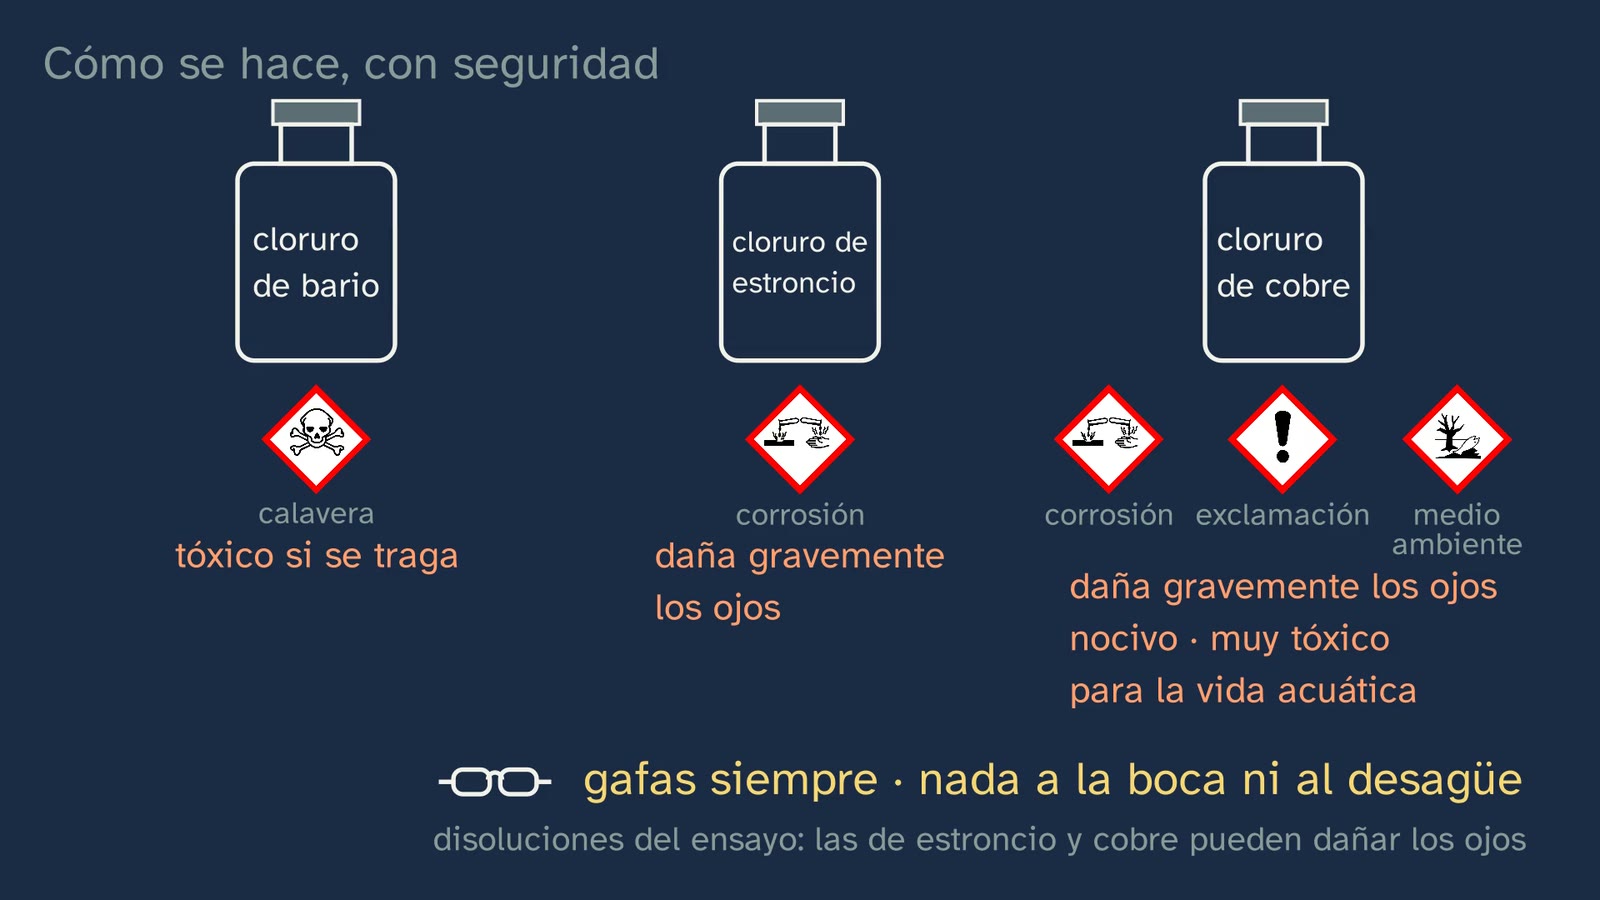 Cómo se hace, con seguridad
cloruro
de bario
cloruro de
estroncio
cloruro
de cobre
calavera
tóxico si se traga
corrosión
daña gravemente
los ojos
corrosión
exclamación
medio
ambiente
daña gravemente los ojos
nocivo · muy tóxico
para la vida acuática
gafas siempre · nada a la boca ni al desagüe
disoluciones del ensayo: las de estroncio y cobre pueden dañar los ojos